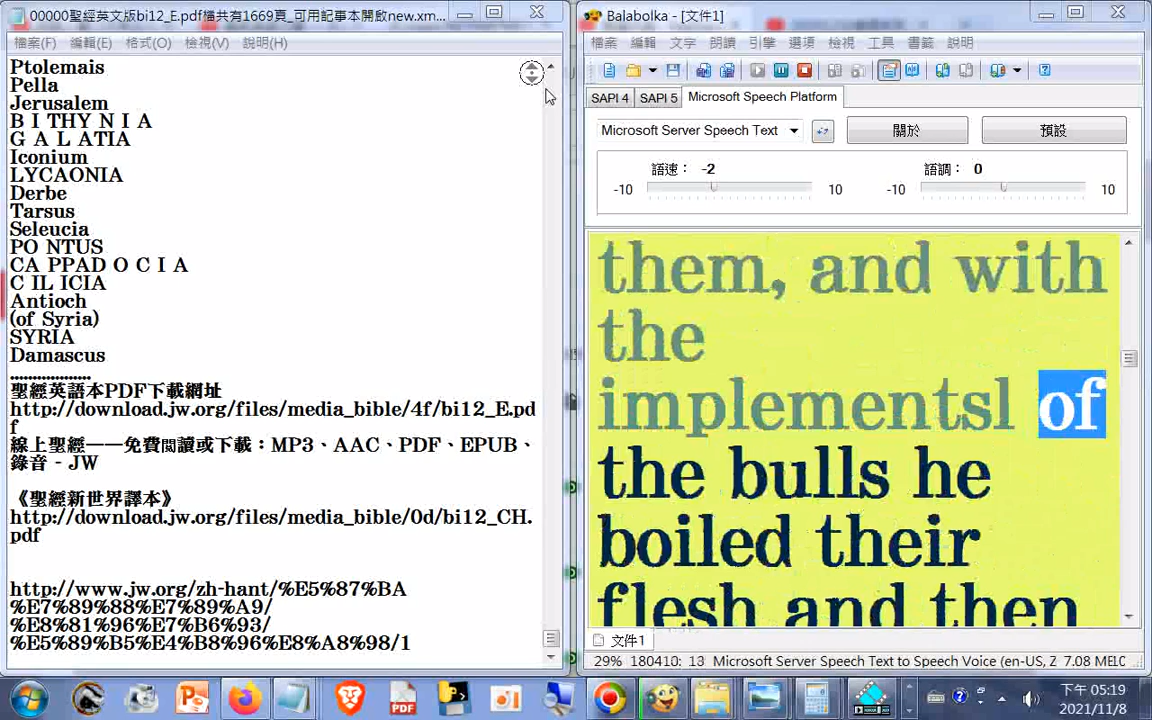 00000聖經英文版bi12_E.pdf檔共有1669頁_可用記事本開啟new.xm...
檔案(F) 編輯(E) 格式(O) 檢視(V) 說明(H)
Ptolemais
Pella
Jerusalem
B I THY N I A
G A L ATIA
Iconium
LYCAONIA
Derbe
Tarsus
Seleucia
PO NTUS
CA PPAD O C I A
C IL ICIA
Antioch
(of Syria)
SYRIA
Damascus
..................
聖經英語本PDF下載網址
http://download.jw.org/files/media_bible/4f/bi12_E.pd
f
線上聖經——免費閱讀或下載：MP3、AAC、PDF、EPUB、
錄音 - JW
《聖經新世界譯本》
http://download.jw.org/files/media_bible/0d/bi12_CH.
pdf
http://www.jw.org/zh-hant/%E5%87%BA
%E7%89%88%E7%89%A9/
%E8%81%96%E7%B6%93/
%E5%89%B5%E4%B8%96%E8%A8%98/1
Balabolka - [文件1]
檔案 編輯 文字 朗讀 引擎 選項 檢視 工具 書籤 說明
SAPI 4 SAPI 5 Microsoft Speech Platform
Microsoft Server Speech Text 關於 預設
語速： -2 語調： 0
-10 10 -10 10
them, and with
the
implementsl of
the bulls he
boiled their
flesh and then
文件1
29% 180410: 13 Microsoft Server Speech Text to Speech Voice (en-US, Z 7.08 MELC
PDF
下午 05:19
2021/11/8